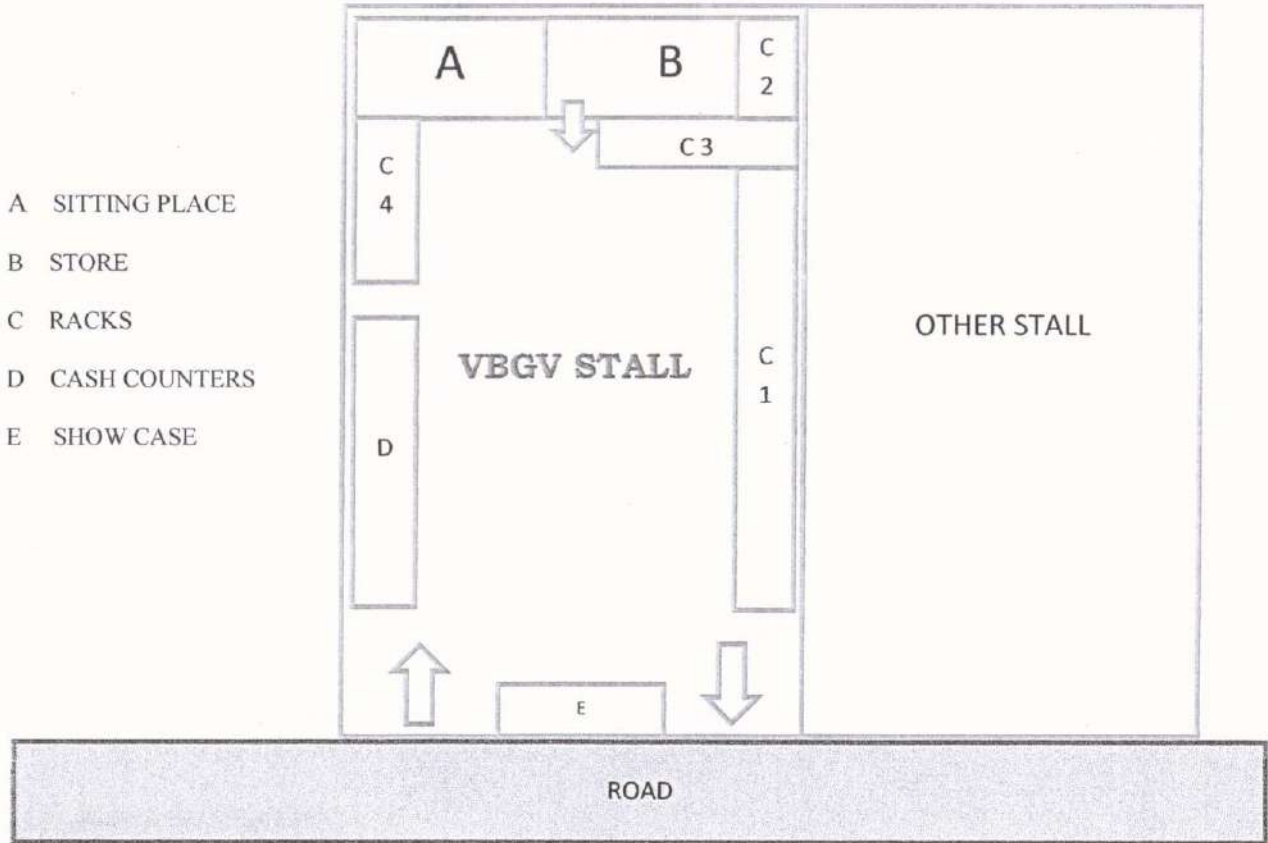 A B C
2
C 3
C
4
A SITTING PLACE
B STORE
C RACKS
D CASH COUNTERS
E SHOW CASE
OTHER STALL
VBGV STALL
C
1
D
E
ROAD